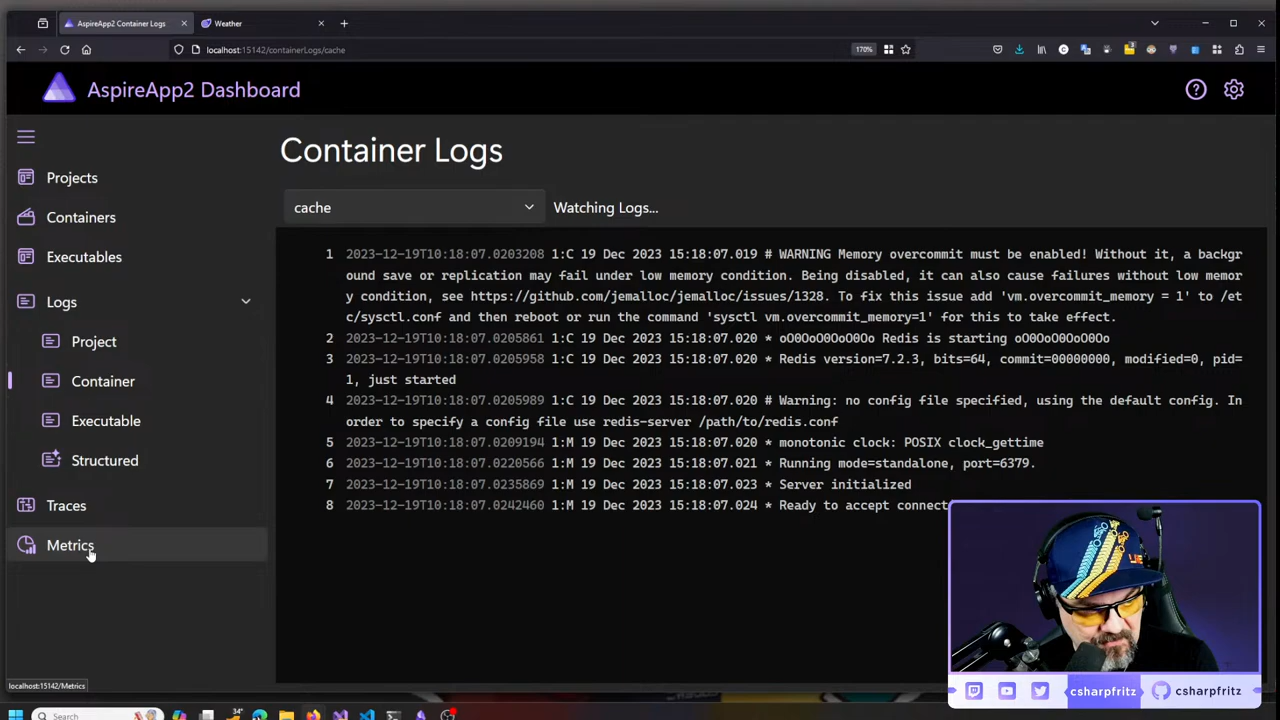 AspireApp2 Container Logs
Weather
localhost:15142/containerLogs/cache
170%
AspireApp2 Dashboard
Projects
Containers
Executables
Logs
Project
Container
Executable
Structured
Traces
Metrics
Container Logs
cache
Watching Logs...
1 2023-12-19T10:18:07.0203208 1:C 19 Dec 2023 15:18:07.019 # WARNING Memory overcommit must be enabled! Without it, a backgr
ound save or replication may fail under low memory condition. Being disabled, it can also cause failures without low memor
y condition, see https://github.com/jemalloc/jemalloc/issues/1328. To fix this issue add 'vm.overcommit_memory = 1' to /et
c/sysctl.conf and then reboot or run the command 'sysctl vm.overcommit_memory=1' for this to take effect.
2 2023-12-19T10:18:07.0205861 1:C 19 Dec 2023 15:18:07.020 * oO0OoO0OoO0Oo Redis is starting oO0OoO0OoO0Oo
3 2023-12-19T10:18:07.0205958 1:C 19 Dec 2023 15:18:07.020 * Redis version=7.2.3, bits=64, commit=00000000, modified=0, pid=
1, just started
4 2023-12-19T10:18:07.0205989 1:C 19 Dec 2023 15:18:07.020 # Warning: no config file specified, using the default config. In
order to specify a config file use redis-server /path/to/redis.conf
5 2023-12-19T10:18:07.0209194 1:M 19 Dec 2023 15:18:07.020 * monotonic clock: POSIX clock_gettime
6 2023-12-19T10:18:07.0220566 1:M 19 Dec 2023 15:18:07.021 * Running mode=standalone, port=6379.
7 2023-12-19T10:18:07.0235869 1:M 19 Dec 2023 15:18:07.023 * Server initialized
8 2023-12-19T10:18:07.0242460 1:M 19 Dec 2023 15:18:07.024 * Ready to accept connect
csharpfritz
csharpfritz
localhost:15142/Metrics
Search
34°